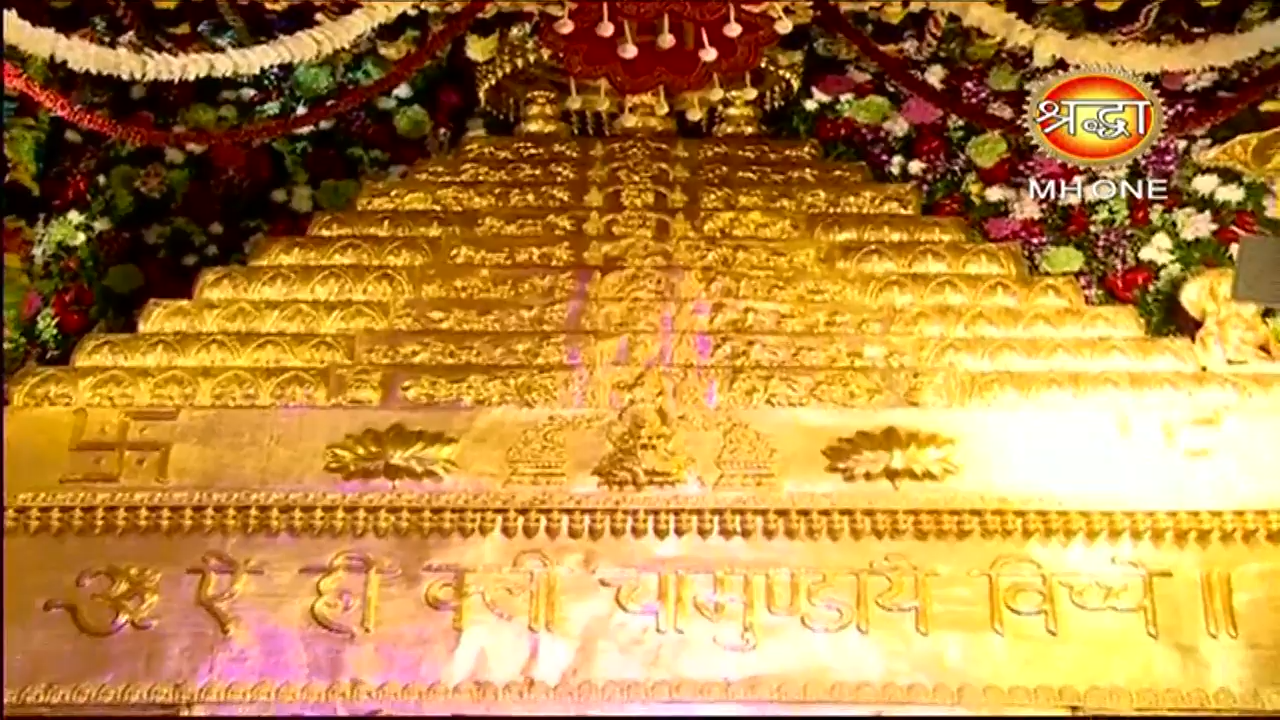 श्रद्धा
MH ONE
ॐ ऐं ह्रीं क्लीं चामुण्डायै विच्चे ॥